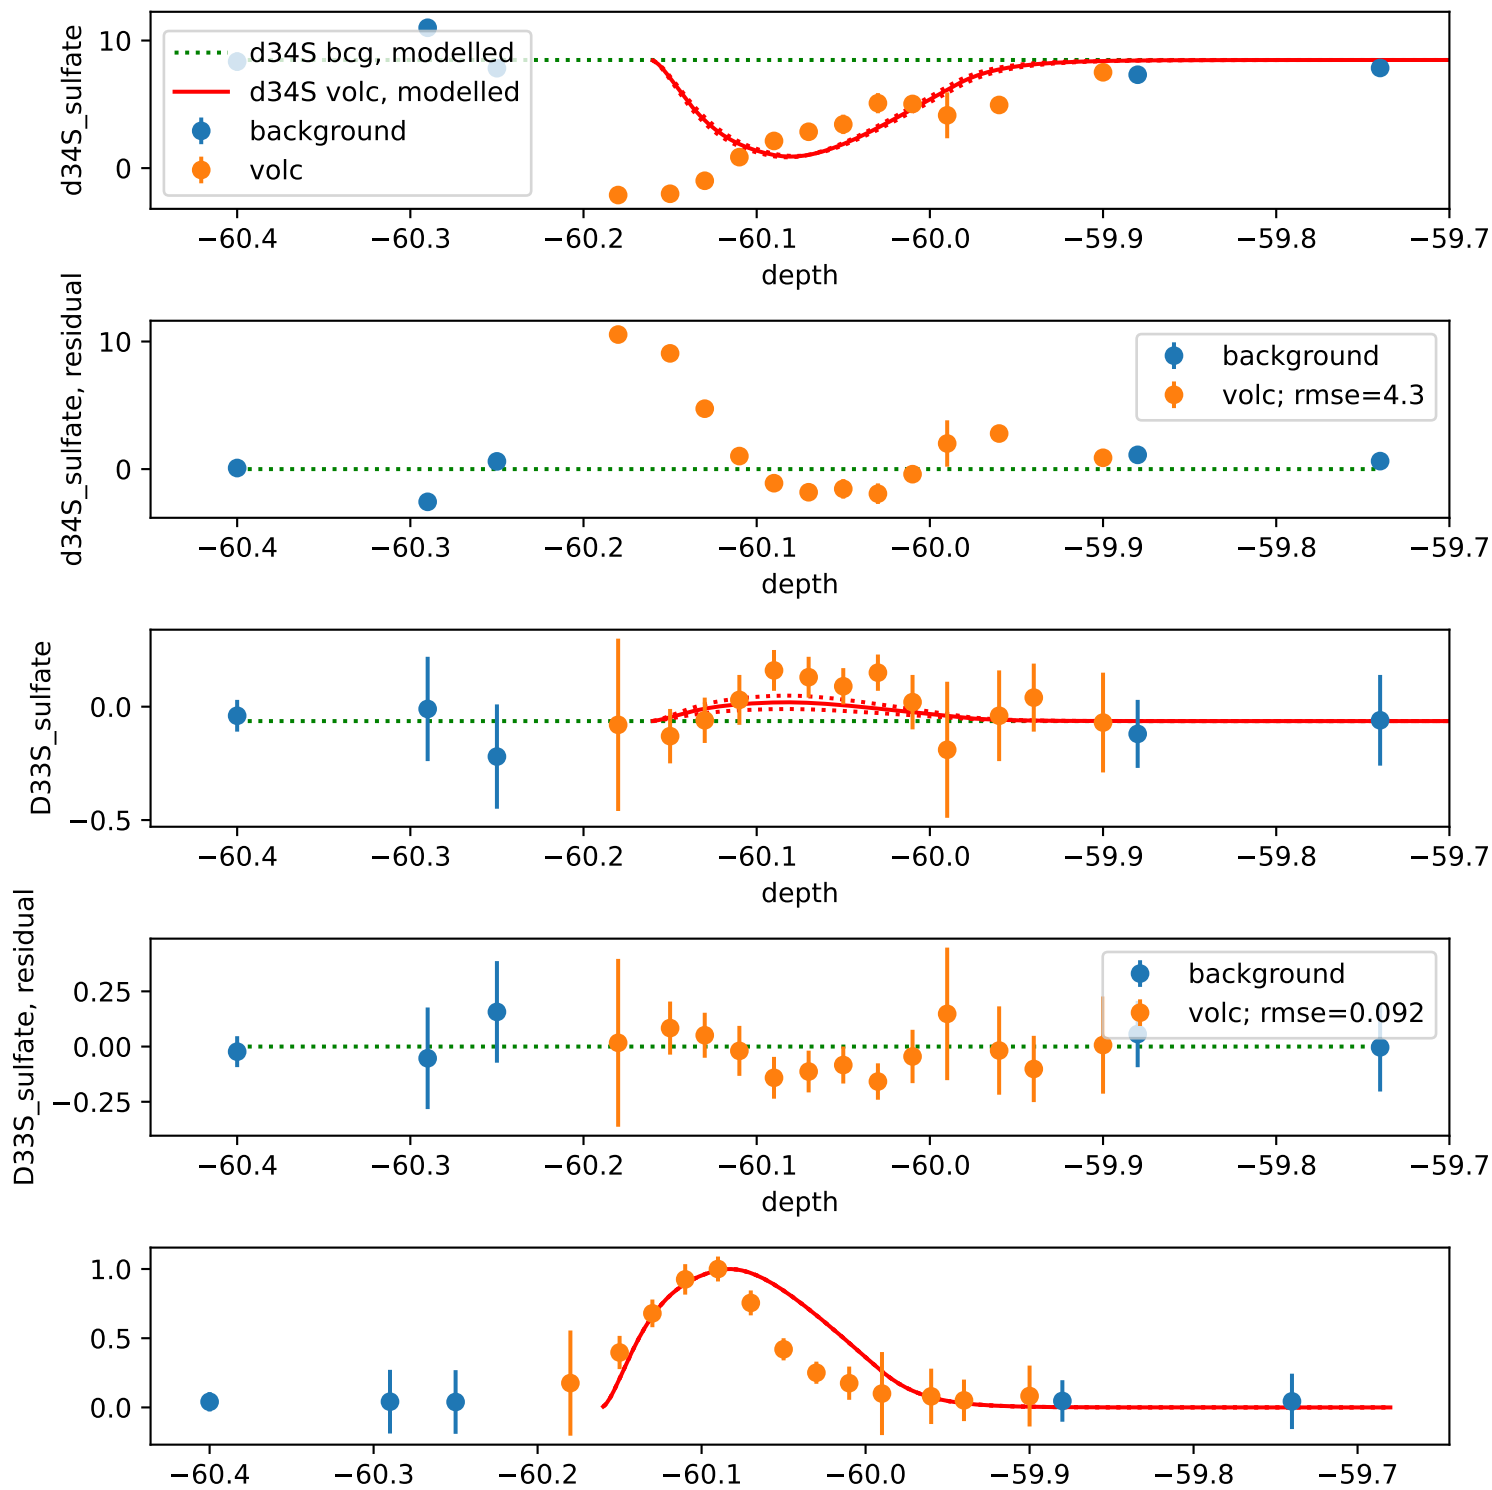 d34S_sulfate
10
0
d34S bcg, modelled
d34S volc, modelled
background
volc
−60.4 −60.3 −60.2 −60.1 −60.0 −59.9 −59.8 −59.7
depth
d34S_sulfate, residual
10
0
background
volc; rmse=4.3
−60.4 −60.3 −60.2 −60.1 −60.0 −59.9 −59.8 −59.7
depth
D33S_sulfate
0.0
−0.5
−60.4 −60.3 −60.2 −60.1 −60.0 −59.9 −59.8 −59.7
depth
D33S_sulfate, residual
0.25
0.00
−0.25
background
volc; rmse=0.092
−60.4 −60.3 −60.2 −60.1 −60.0 −59.9 −59.8 −59.7
depth
1.0
0.5
0.0
−60.4 −60.3 −60.2 −60.1 −60.0 −59.9 −59.8 −59.7